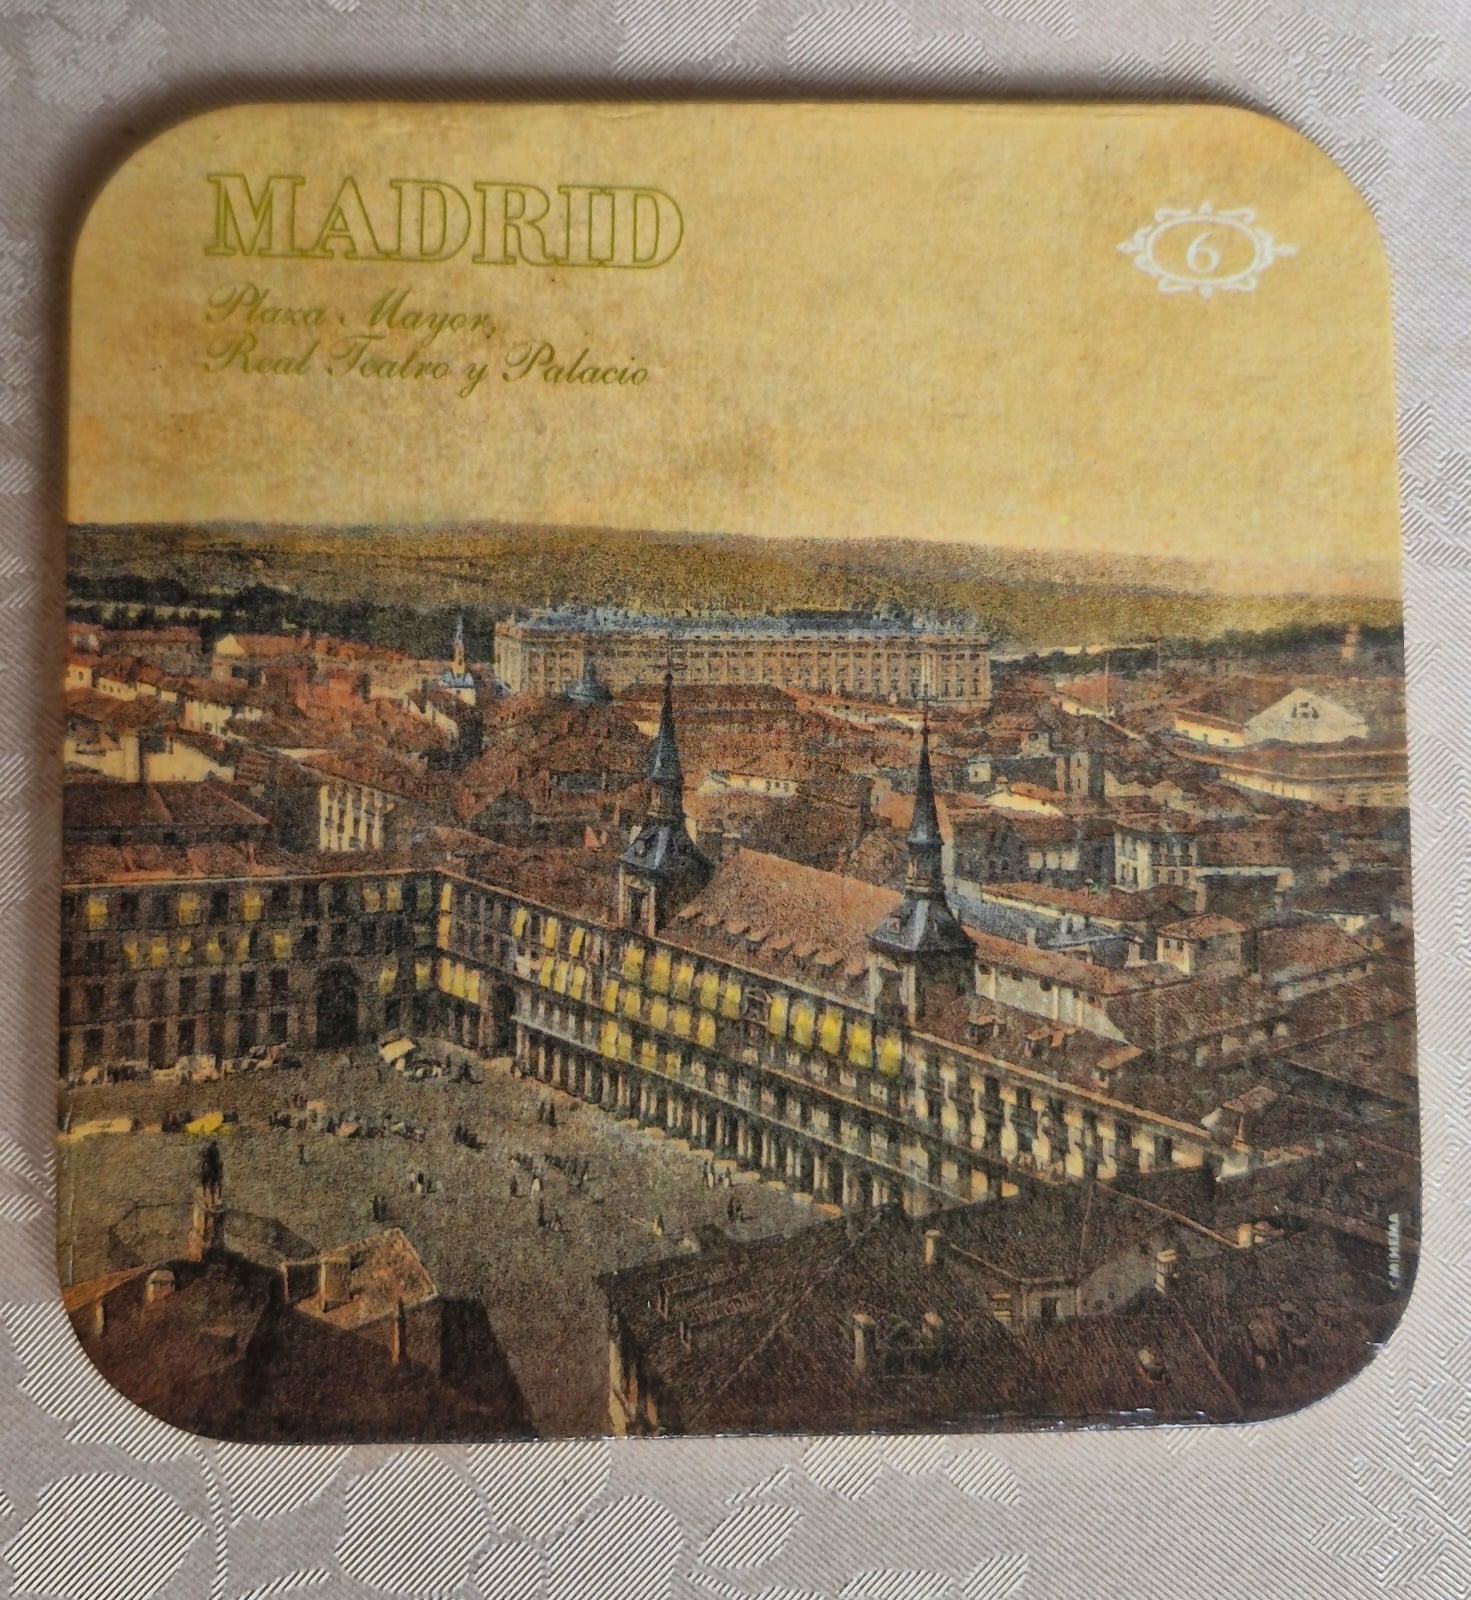 MADRID
6
Plaza Mayor,
Real Teatro y Palacio